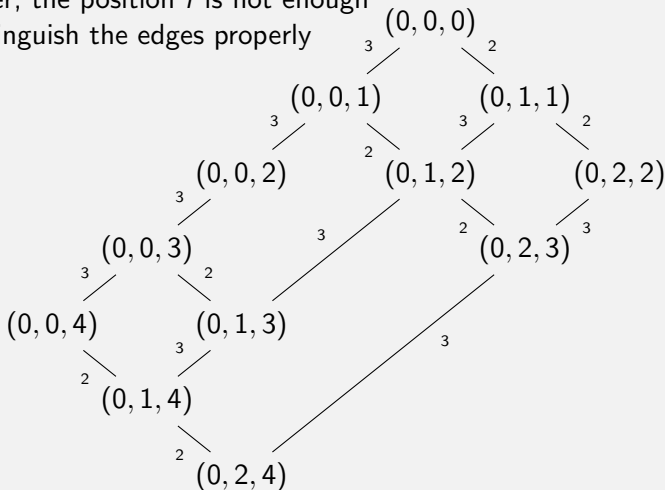 , the position i is not enough
inguish the edges properly
(0, 0, 0)
3 2
(0, 0, 1) (0, 1, 1)
3 2 3 2
(0, 0, 2) (0, 1, 2) (0, 2, 2)
3 3 2 3
(0, 0, 3) (0, 2, 3)
3 2
(0, 0, 4) (0, 1, 3)
3 3
2 (0, 1, 4)
2
(0, 2, 4)